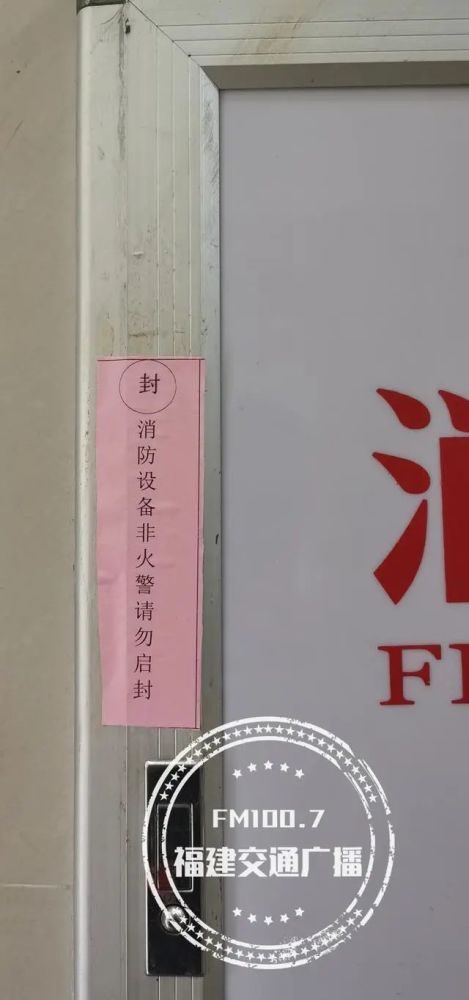 封
消防设备非火警请勿启封
FM100.7
福建交通广播